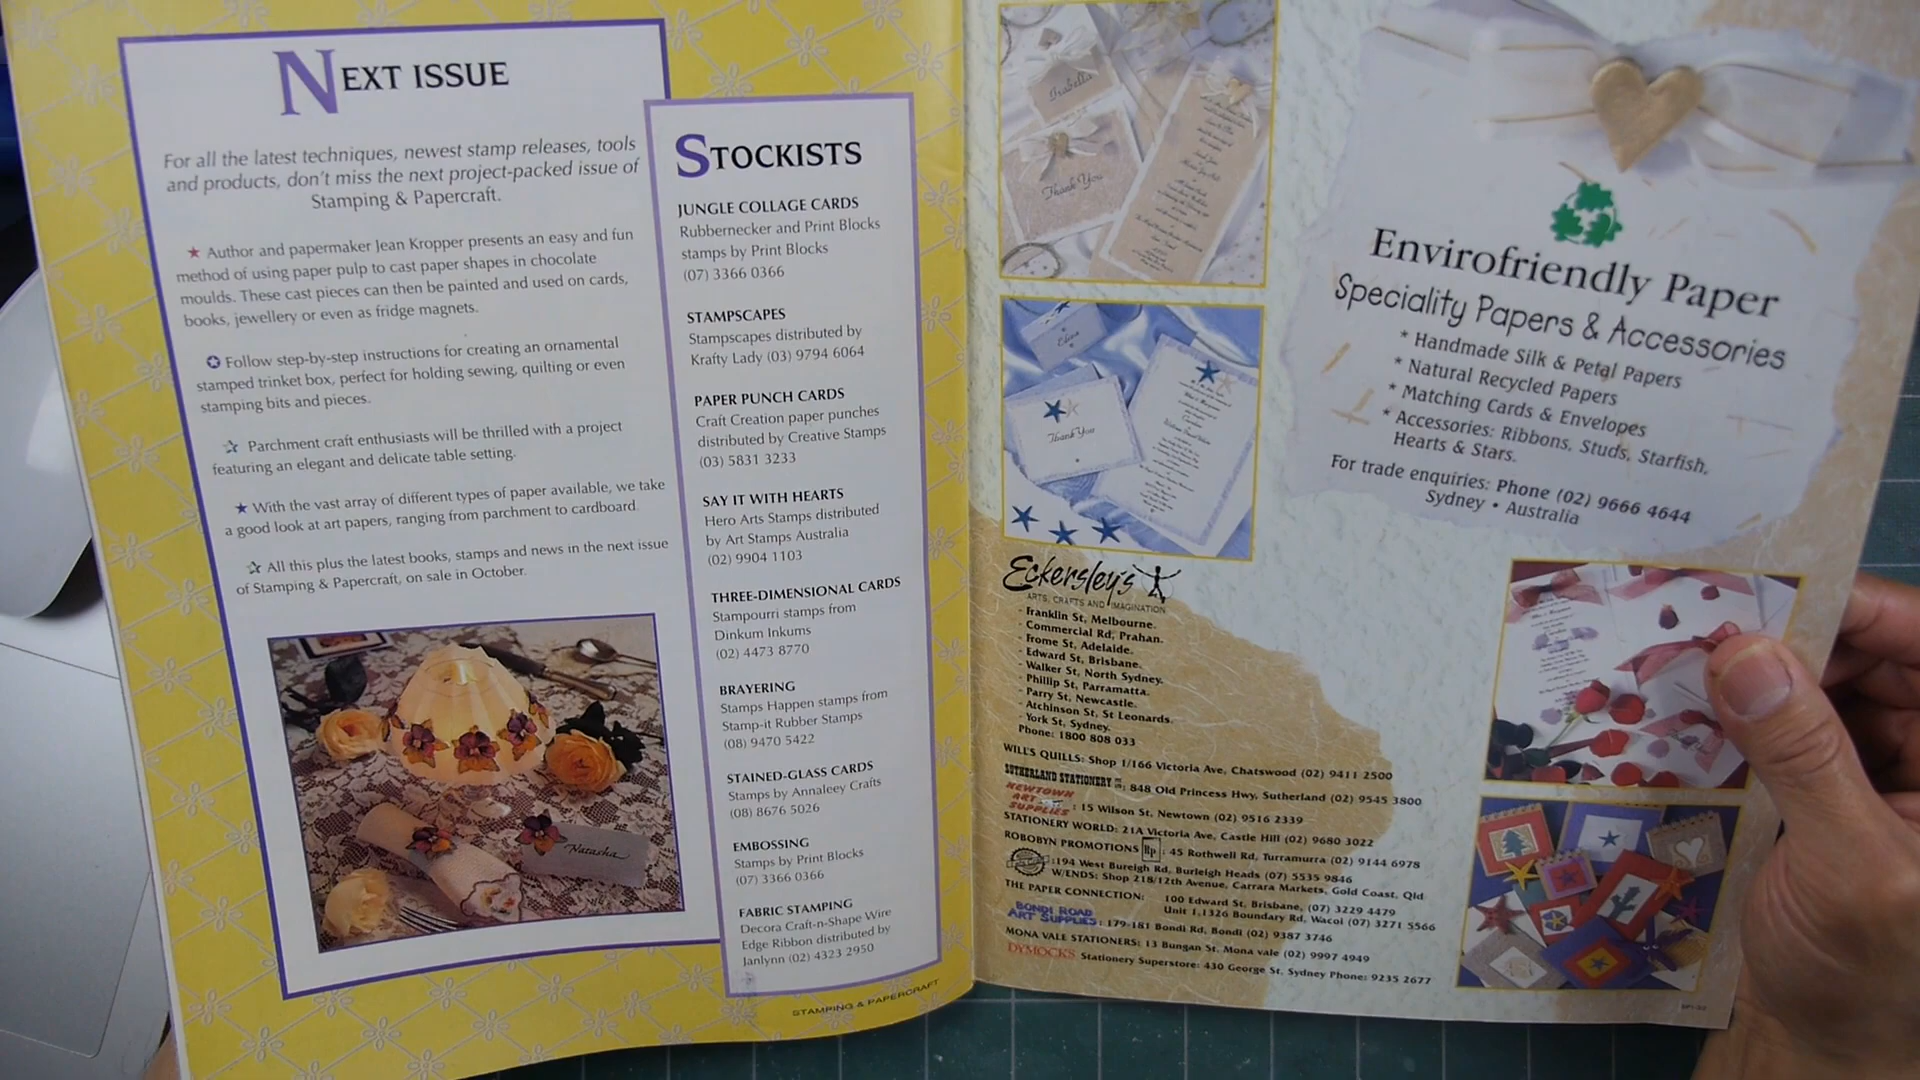 NEXT ISSUE
For all the latest techniques, newest stamp releases, tools
and products, don't miss the next project-packed issue of
Stamping & Papercraft.
★ Author and papermaker Jean Kropper presents an easy and fun
method of using paper pulp to cast paper shapes in chocolate
moulds. These cast pieces can then be painted and used on cards,
books, jewellery or even as fridge magnets.
✪ Follow step-by-step instructions for creating an ornamental
stamped trinket box, perfect for holding sewing, quilting or even
stamping bits and pieces.
✰ Parchment craft enthusiasts will be thrilled with a project
featuring an elegant and delicate table setting.
★ With the vast array of different types of paper available, we take
a good look at art papers, ranging from parchment to cardboard.
✰ All this plus the latest books, stamps and news in the next issue
of Stamping & Papercraft, on sale in October.
Natasha
STOCKISTS
JUNGLE COLLAGE CARDS
Rubbernecker and Print Blocks
stamps by Print Blocks
(07) 3366 0366
STAMPSCAPES
Stampscapes distributed by
Krafty Lady (03) 9794 6064
PAPER PUNCH CARDS
Craft Creation paper punches
distributed by Creative Stamps
(03) 5831 3233
SAY IT WITH HEARTS
Hero Arts Stamps distributed
by Art Stamps Australia
(02) 9904 1103
THREE-DIMENSIONAL CARDS
Stampourri stamps from
Dinkum Inkums
(02) 4473 8770
BRAYERING
Stamps Happen stamps from
Stamp-it Rubber Stamps
(08) 9470 5422
STAINED-GLASS CARDS
Stamps by Annaleey Crafts
(08) 8676 5026
EMBOSSING
Stamps by Print Blocks
(07) 3366 0366
FABRIC STAMPING
Decora Craft-n-Shape Wire
Edge Ribbon distributed by
Janlynn (02) 4323 2950
STAMPING & PAPERCRAFT
Isabella
Thank You
Elena
Thank You
Envirofriendly Paper
Speciality Papers & Accessories
* Handmade Silk & Petal Papers
* Natural Recycled Papers
* Matching Cards & Envelopes
* Accessories: Ribbons, Studs, Starfish,
Hearts & Stars.
For trade enquiries: Phone (02) 9666 4644
Sydney • Australia
Eckersley's
ARTS, CRAFTS AND IMAGINATION
- Franklin St, Melbourne.
- Commercial Rd, Prahan.
- Frome St, Adelaide.
- Edward St, Brisbane.
- Walker St, North Sydney.
- Phillip St, Parramatta.
- Parry St, Newcastle.
- Atchinson St, St Leonards.
- York St, Sydney.
Phone: 1800 808 033
WILL'S QUILLS: Shop 1/166 Victoria Ave, Chatswood (02) 9411 2500
SUTHERLAND STATIONERY : 848 Old Princess Hwy, Sutherland (02) 9545 3800
NEWTOWN ART SUPPLIES : 15 Wilson St, Newtown (02) 9516 2339
STATIONERY WORLD: 21A Victoria Ave, Castle Hill (02) 9680 3022
ROBOBYN PROMOTIONS RP : 45 Rothwell Rd, Turramurra (02) 9144 6978
:194 West Bureigh Rd, Burleigh Heads (07) 5535 9846
W/ENDS: Shop 218/12th Avenue, Carrara Markets, Gold Coast, Qld
THE PAPER CONNECTION: 100 Edward St, Brisbane, (07) 3229 4479
Unit 1,1326 Boundary Rd, Wacol (07) 3271 5566
BONDI ROAD ART SUPPLIES : 179-181 Bondi Rd, Bondi (02) 9387 3746
MONA VALE STATIONERS: 13 Bungan St, Mona vale (02) 9997 4949
DYMOCKS Stationery Superstore: 430 George St, Sydney Phone: 9235 2677